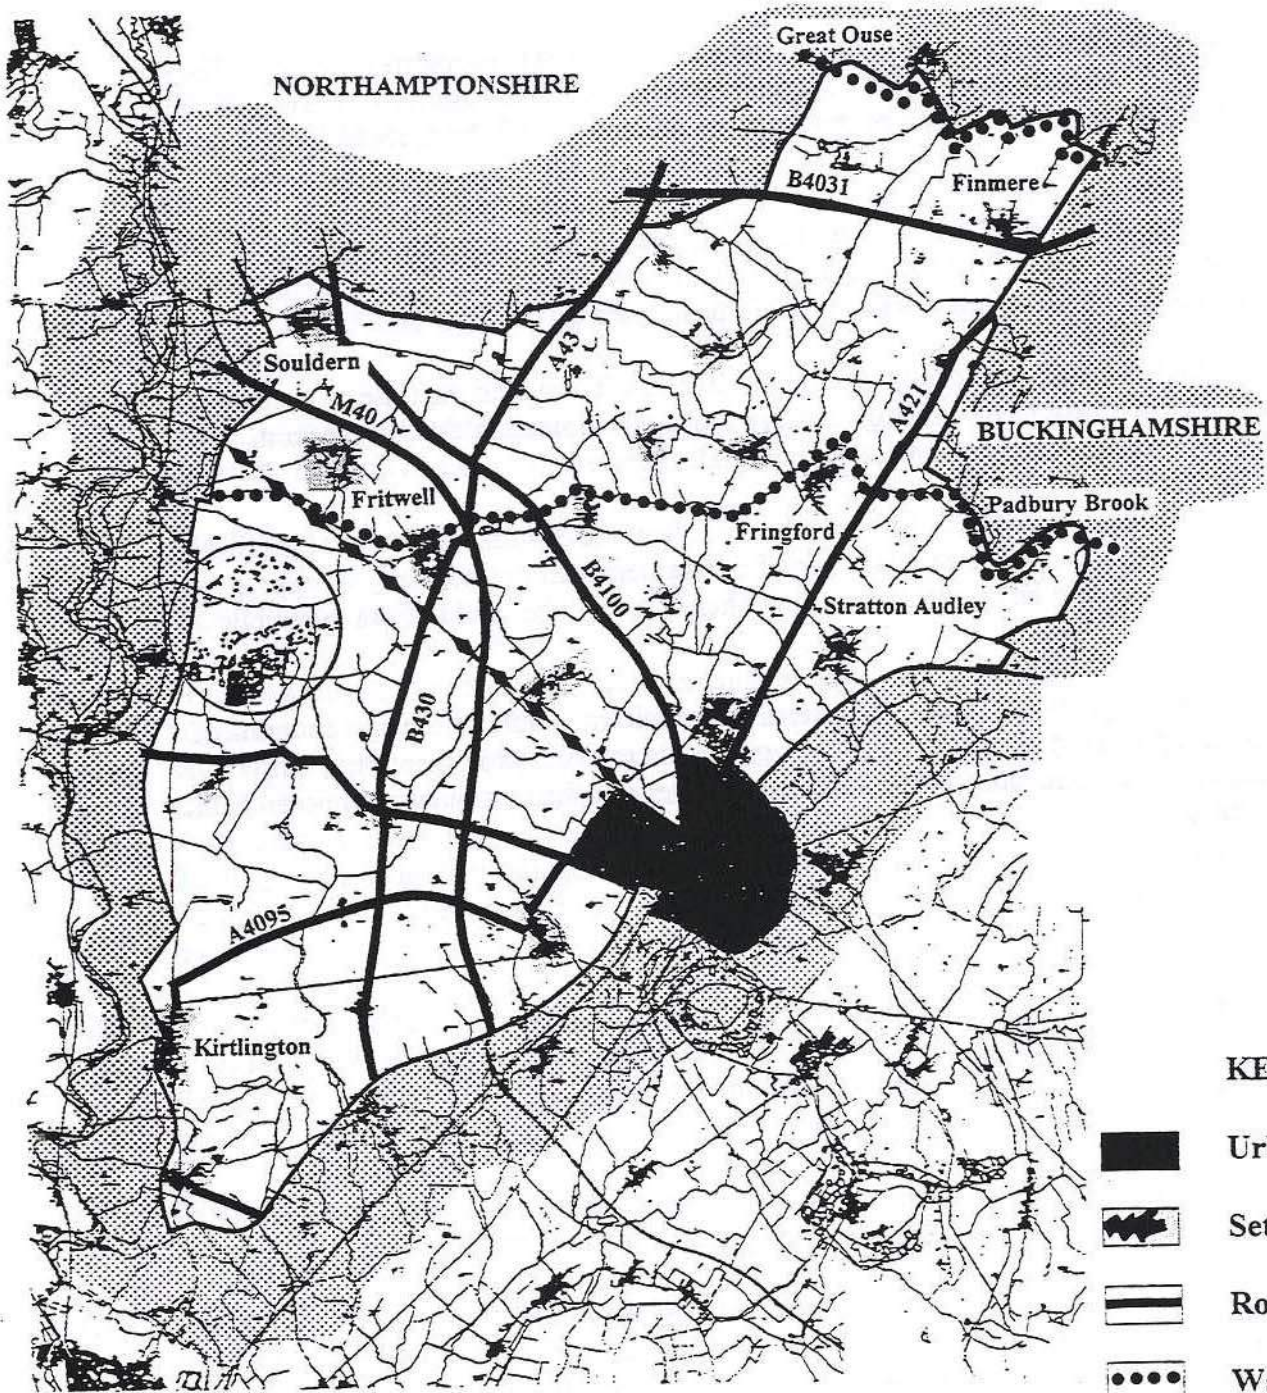 Great Ouse
NORTHAMPTONSHIRE
B4031
Finmere
A43
Souldern
M40
A421
BUCKINGHAMSHIRE
Fritwell
Padbury Brook
Fringford
B4100
Stratton Audley
B430
A4095
Kirtlington
KE
Ur
Set
Ro
W